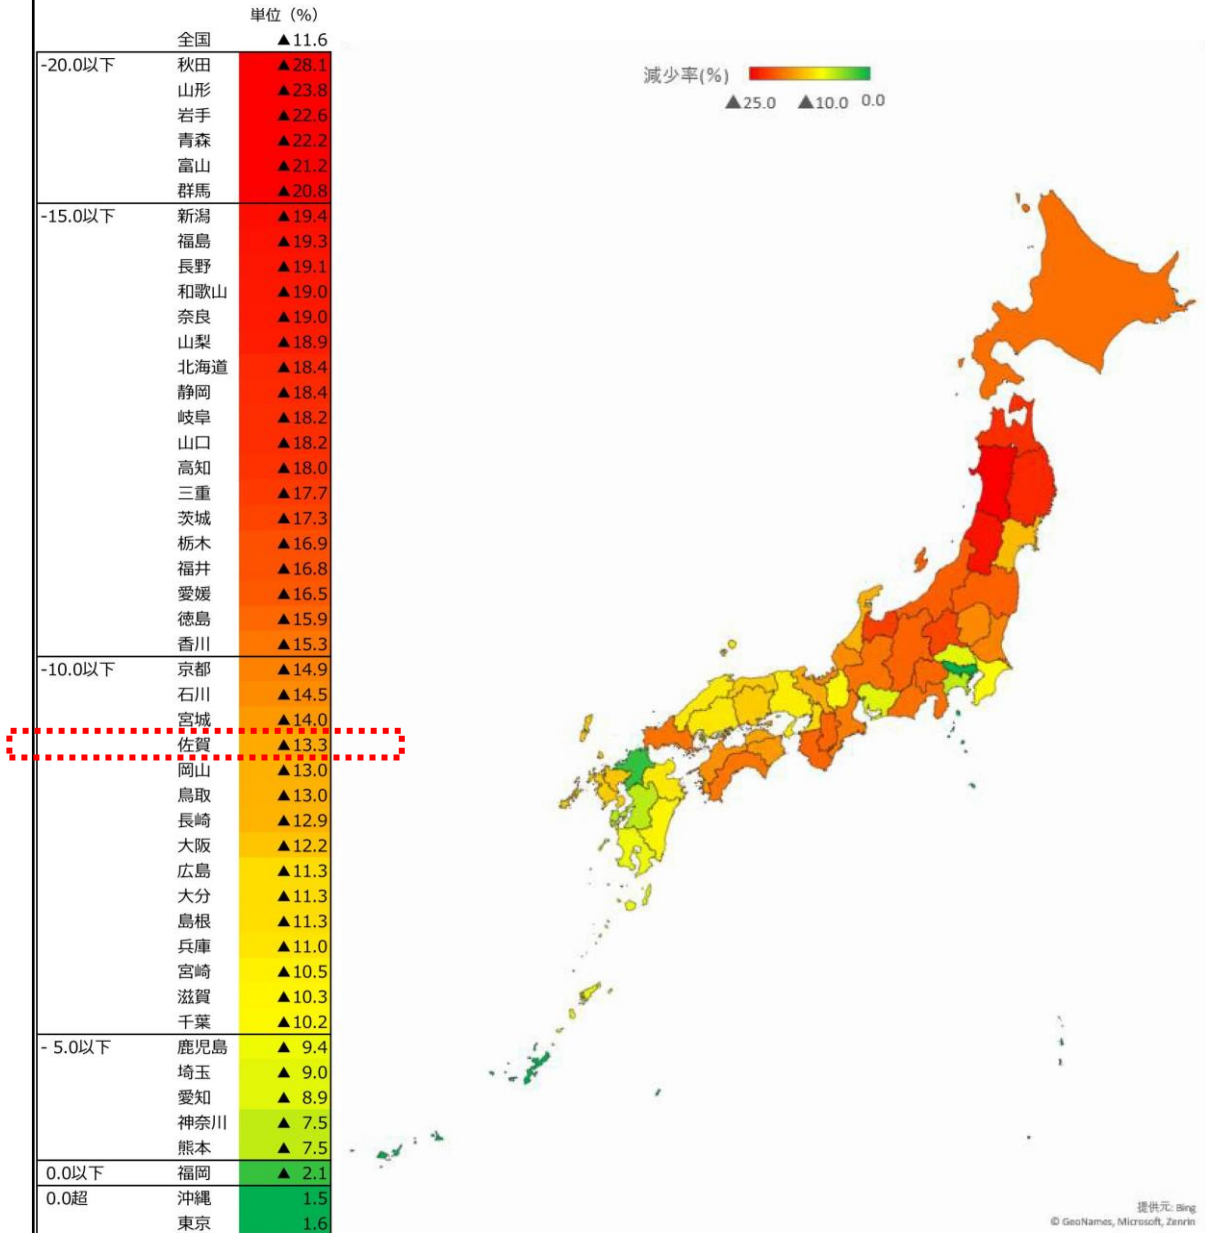 単位（%）
全国 ▲11.6
-20.0以下 秋田 ▲28.1
山形 ▲23.8
岩手 ▲22.6
青森 ▲22.2
富山 ▲21.2
群馬 ▲20.8
-15.0以下 新潟 ▲19.4
福島 ▲19.3
長野 ▲19.1
和歌山 ▲19.0
奈良 ▲19.0
山梨 ▲18.9
北海道 ▲18.4
静岡 ▲18.4
岐阜 ▲18.2
山口 ▲18.2
高知 ▲18.0
三重 ▲17.7
茨城 ▲17.3
栃木 ▲16.9
福井 ▲16.8
愛媛 ▲16.5
徳島 ▲15.9
香川 ▲15.3
-10.0以下 京都 ▲14.9
石川 ▲14.5
宮城 ▲14.0
佐賀 ▲13.3
岡山 ▲13.0
鳥取 ▲13.0
長崎 ▲12.9
大阪 ▲12.2
広島 ▲11.3
大分 ▲11.3
島根 ▲11.3
兵庫 ▲11.0
宮崎 ▲10.5
滋賀 ▲10.3
千葉 ▲10.2
- 5.0以下 鹿児島 ▲ 9.4
埼玉 ▲ 9.0
愛知 ▲ 8.9
神奈川 ▲ 7.5
熊本 ▲ 7.5
0.0以下 福岡 ▲ 2.1
0.0超 沖縄 1.5
東京 1.6
減少率(%)
▲25.0 ▲10.0 0.0
提供元: Bing
© GeoNames, Microsoft, Zenrin